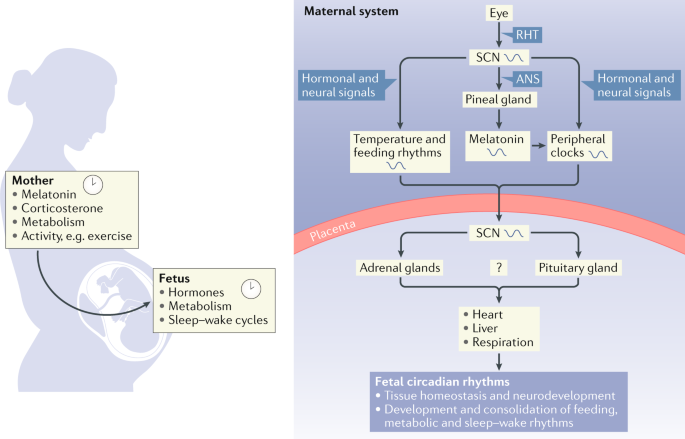 Mother
• Melatonin
• Corticosterone
• Metabolism
• Activity, e.g. exercise
Fetus
• Hormones
• Metabolism
• Sleep–wake cycles
Maternal system
Eye
RHT
SCN
Hormonal and
neural signals
ANS
Hormonal and
neural signals
Pineal gland
Temperature and
feeding rhythms
Melatonin
Peripheral
clocks
Placenta
SCN
Adrenal glands
?
Pituitary gland
• Heart
• Liver
• Respiration
Fetal circadian rhythms
• Tissue homeostasis and neurodevelopment
• Development and consolidation of feeding,
metabolic and sleep–wake rhythms